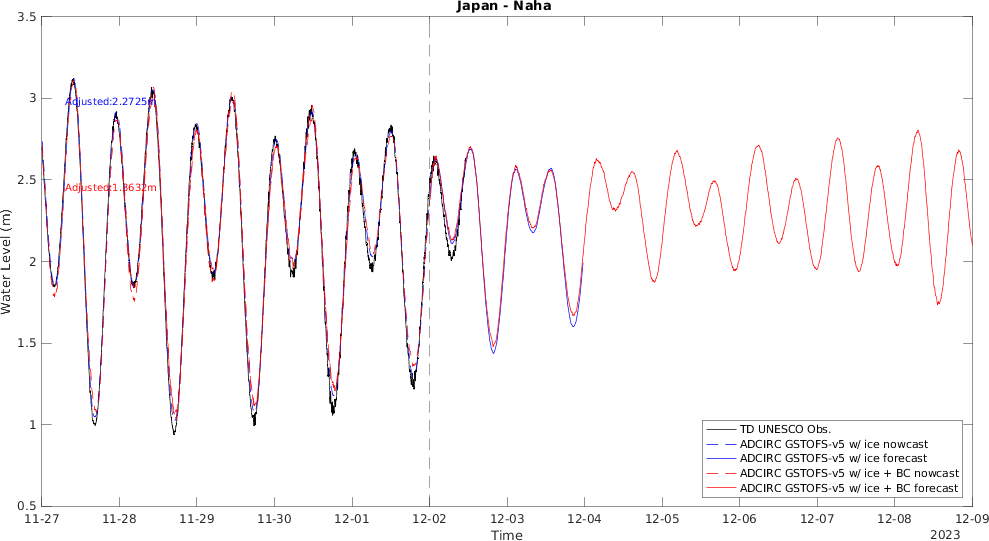 Japan - Naha
Water Level (m)
3.5
3
2.5
2
1.5
1
0.5
Adjusted:2.2725m
Adjusted:1.3632m
TD UNESCO Obs.
ADCIRC GSTOFS-v5 w/ ice nowcast
ADCIRC GSTOFS-v5 w/ ice forecast
ADCIRC GSTOFS-v5 w/ ice + BC nowcast
ADCIRC GSTOFS-v5 w/ ice + BC forecast
11-27 11-28 11-29 11-30 12-01 12-02 12-03 12-04 12-05 12-06 12-07 12-08 12-09
Time
2023